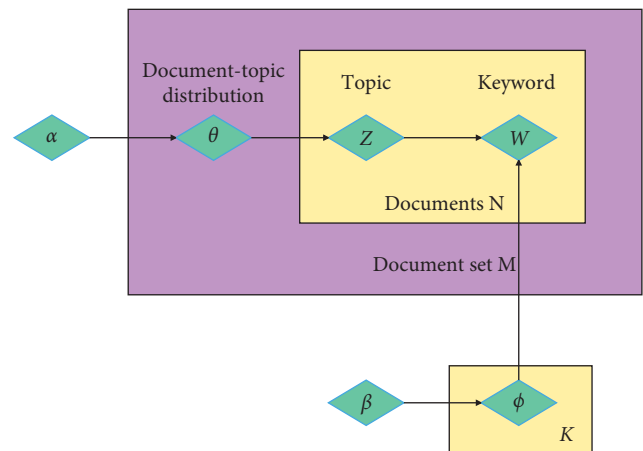 Document-topic
distribution
Topic
Keyword
α
θ
Z
W
Documents N
Document set M
β
ϕ
K